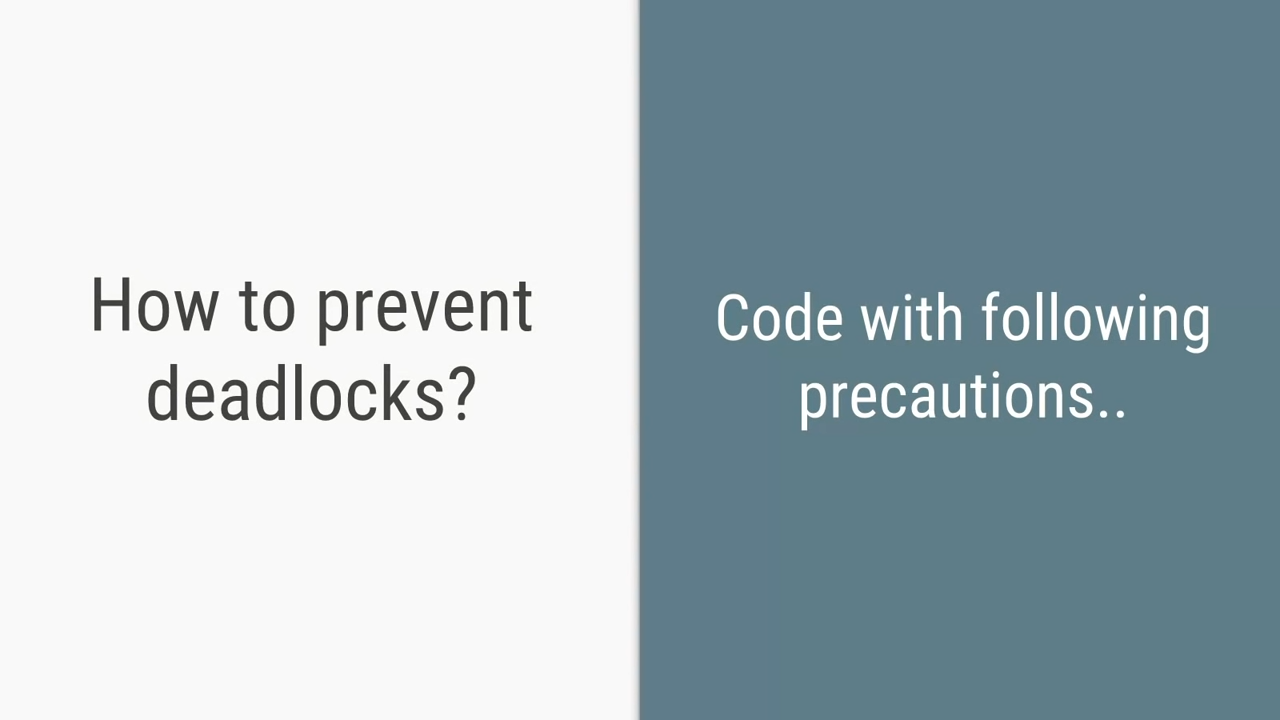 How to prevent
deadlocks?
Code with following
precautions..